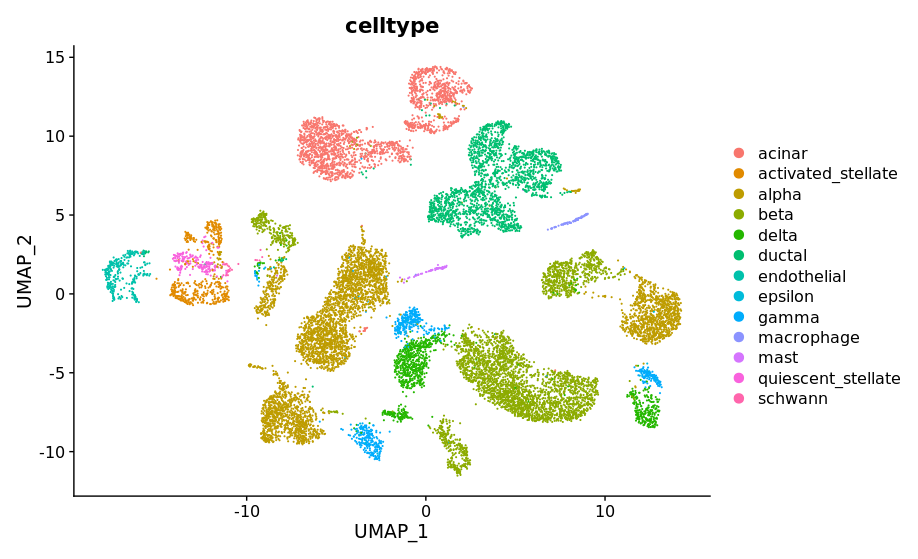 celltype
15
10
5
0
-5
-10
UMAP_2
-10
0
10
UMAP_1
acinar
activated_stellate
alpha
beta
delta
ductal
endothelial
epsilon
gamma
macrophage
mast
quiescent_stellate
schwann